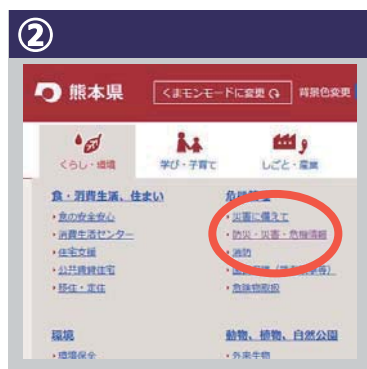 ②
熊本県 くまモンモードに変更 背景色変更
くらし・環境 学び・子育て しごと・産業
食・消費生活、住まい
・食の安全安心
・消費生活センター
・住宅支援
・公共賃貸住宅
・移住・定住
環境
・環境保全
危機管理
・災害に備えて
・防災・災害・危機情報
・消防
・危険物取扱
動物、植物、自然公園
・外来生物